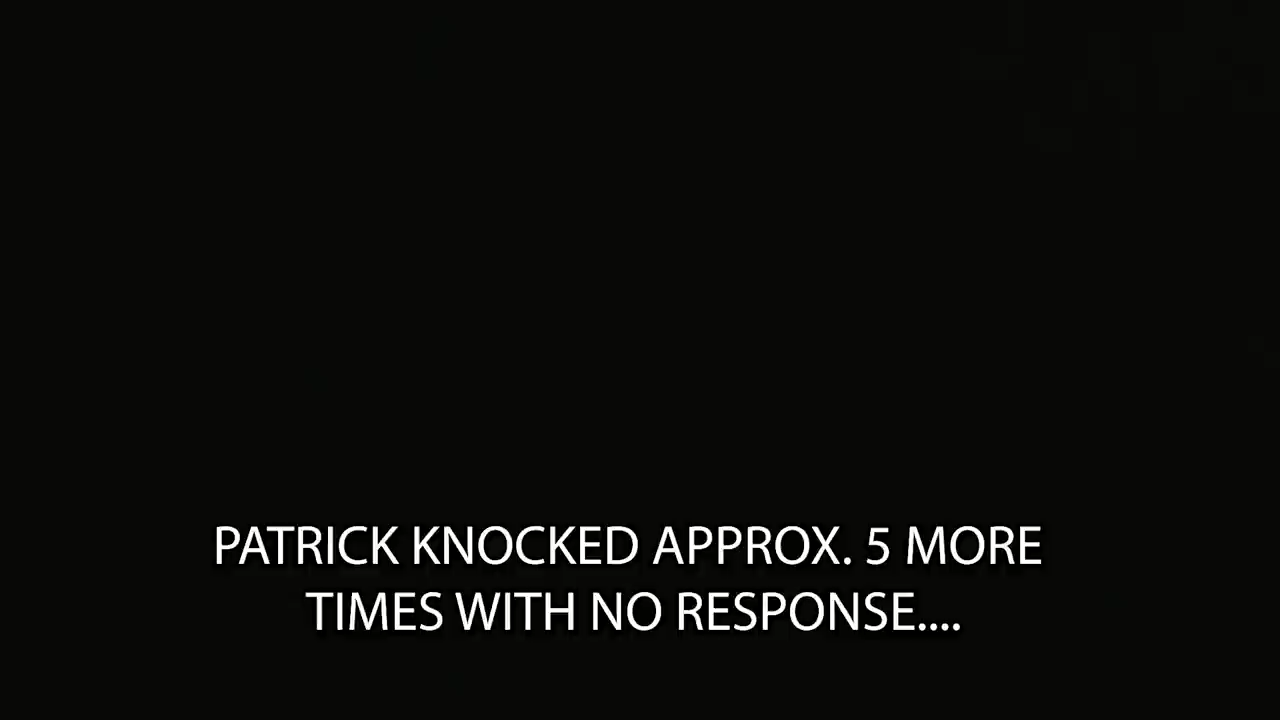 PATRICK KNOCKED APPROX. 5 MORE
TIMES WITH NO RESPONSE....